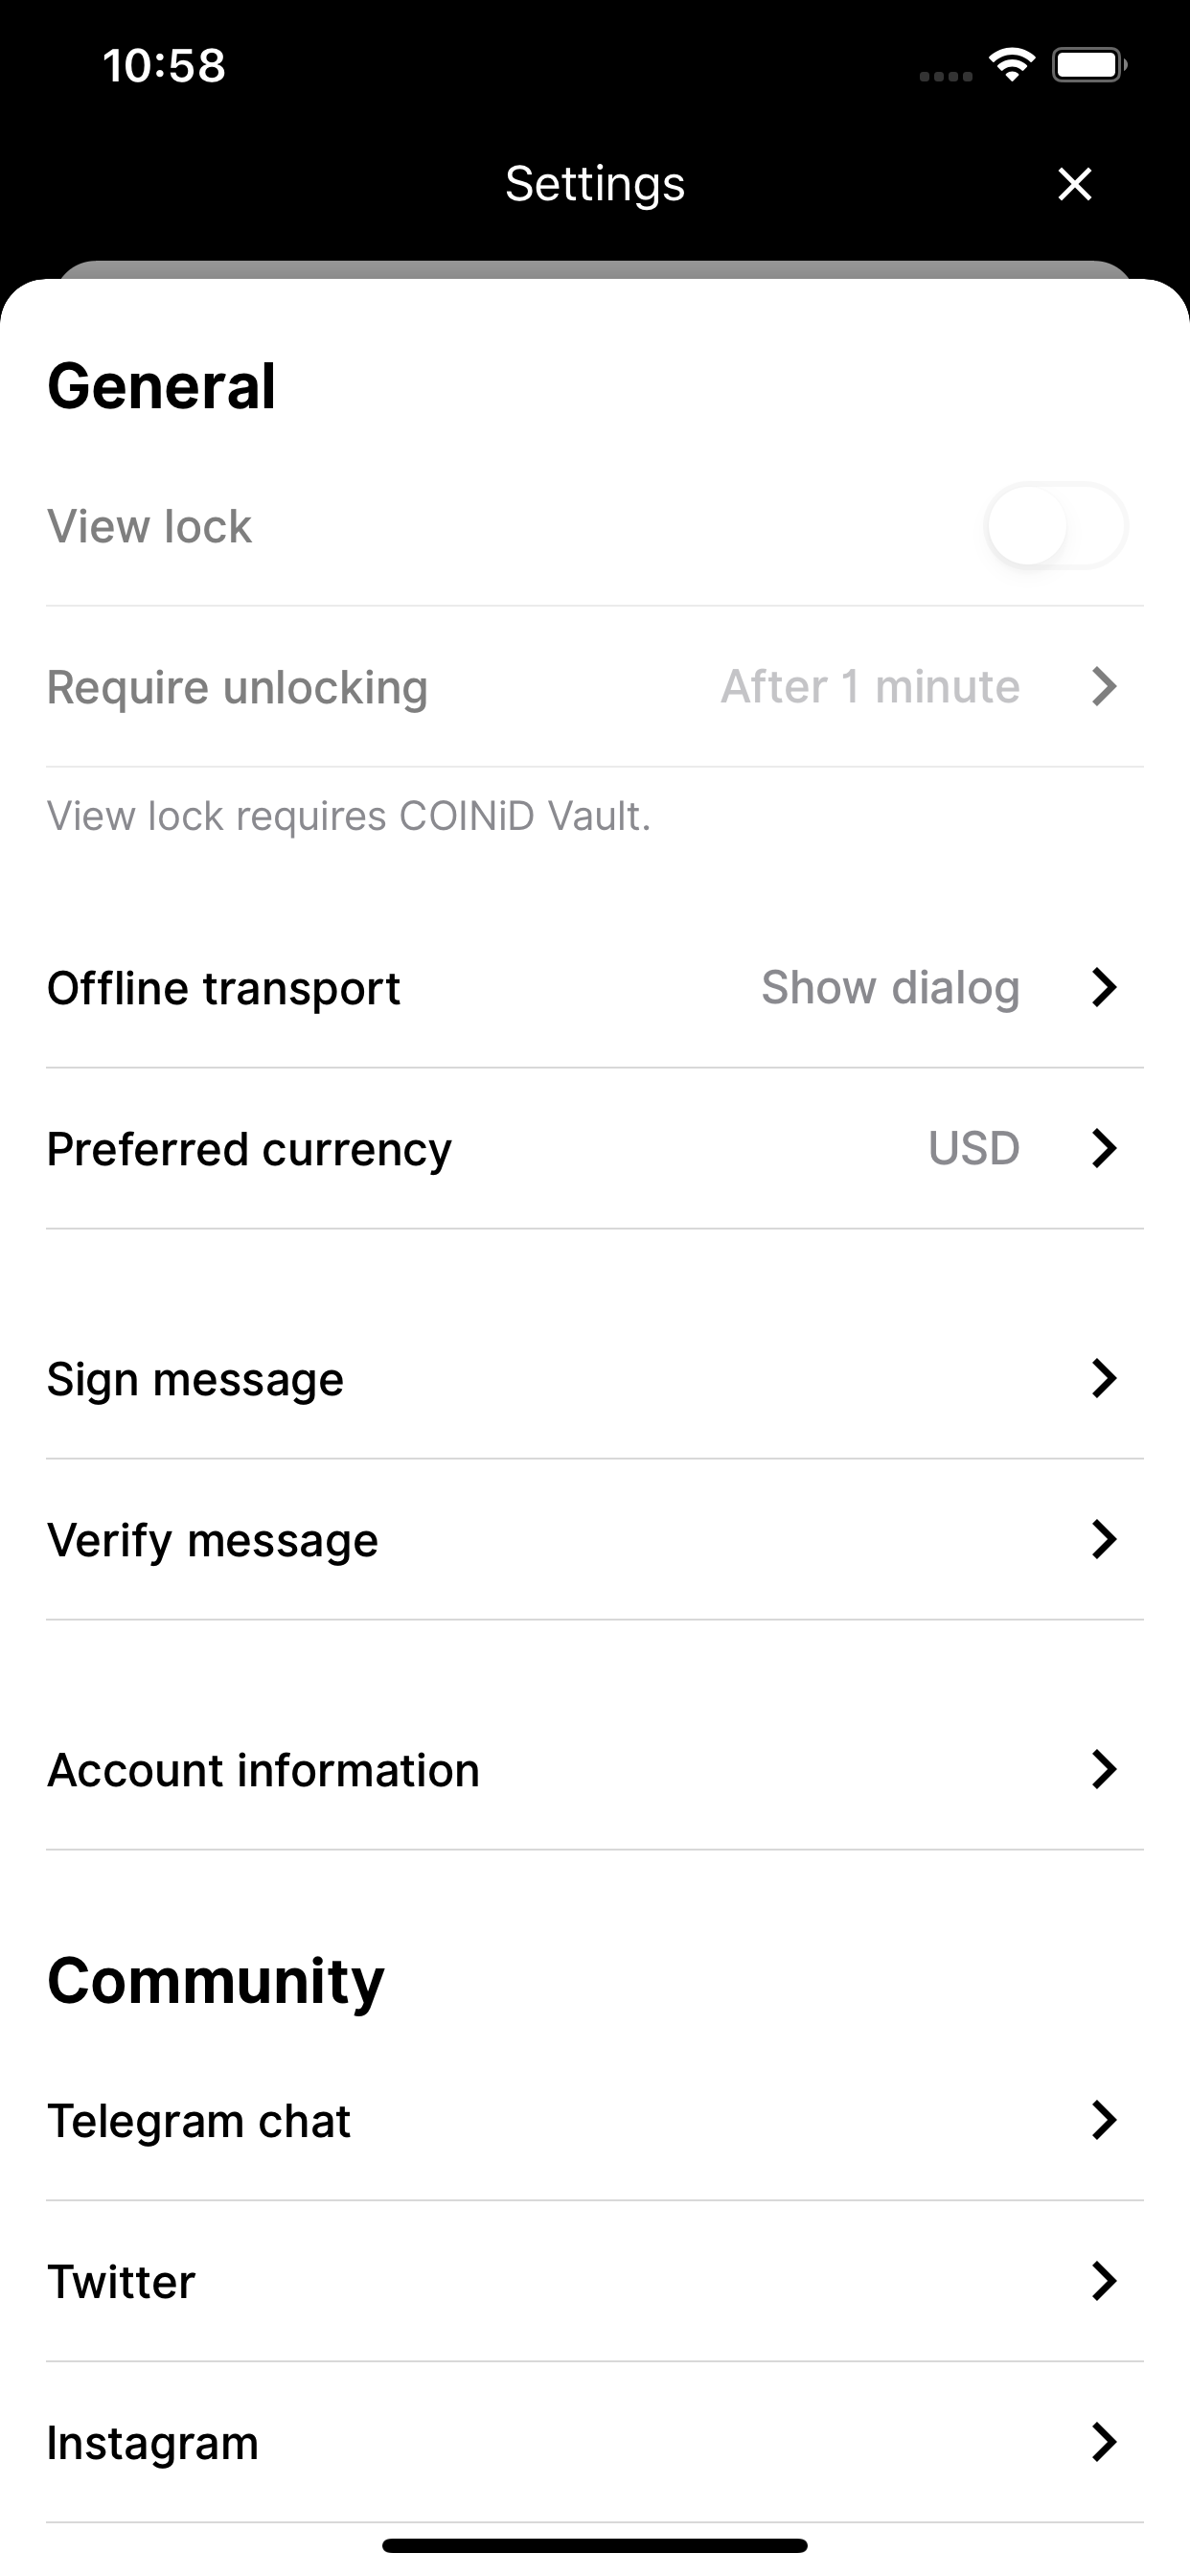 10:58
Settings
General
View lock
Require unlocking After 1 minute
View lock requires COINiD Vault.
Offline transport Show dialog
Preferred currency USD
Sign message
Verify message
Account information
Community
Telegram chat
Twitter
Instagram